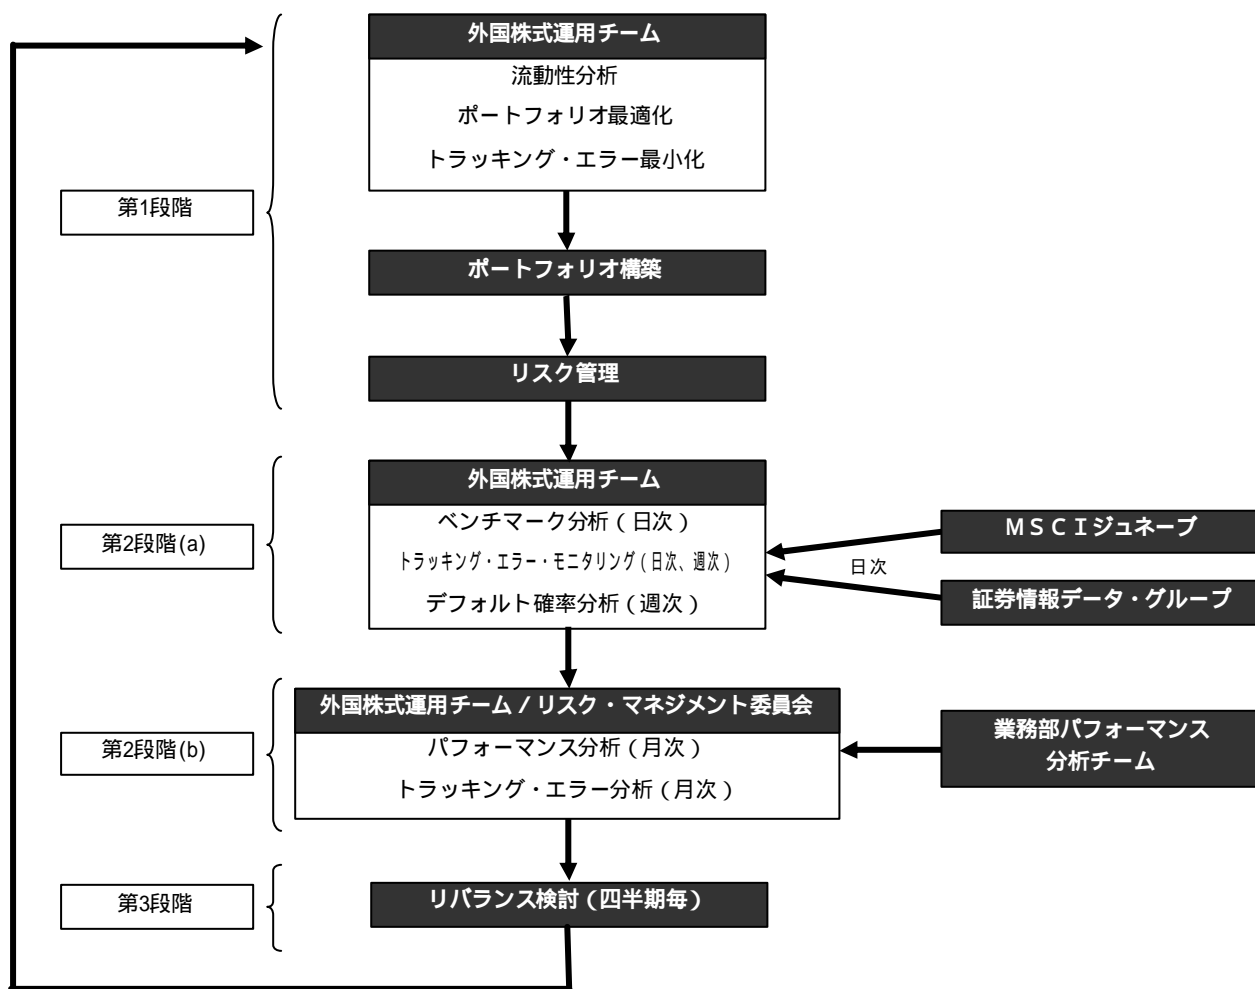 外国株式運用チーム
流動性分析
ポートフォリオ最適化
トラッキング・エラー最小化
第1段階
ポートフォリオ構築
リスク管理
外国株式運用チーム
ベンチマーク分析（日次）
トラッキング・エラー・モニタリング（日次、週次）
デフォルト確率分析（週次）
第2段階(a)
ＭＳＣＩジュネーブ
日次
証券情報データ・グループ
外国株式運用チーム / リスク・マネジメント委員会
パフォーマンス分析（月次）
トラッキング・エラー分析（月次）
第2段階(b)
業務部パフォーマンス
分析チーム
第3段階
リバランス検討（四半期毎）